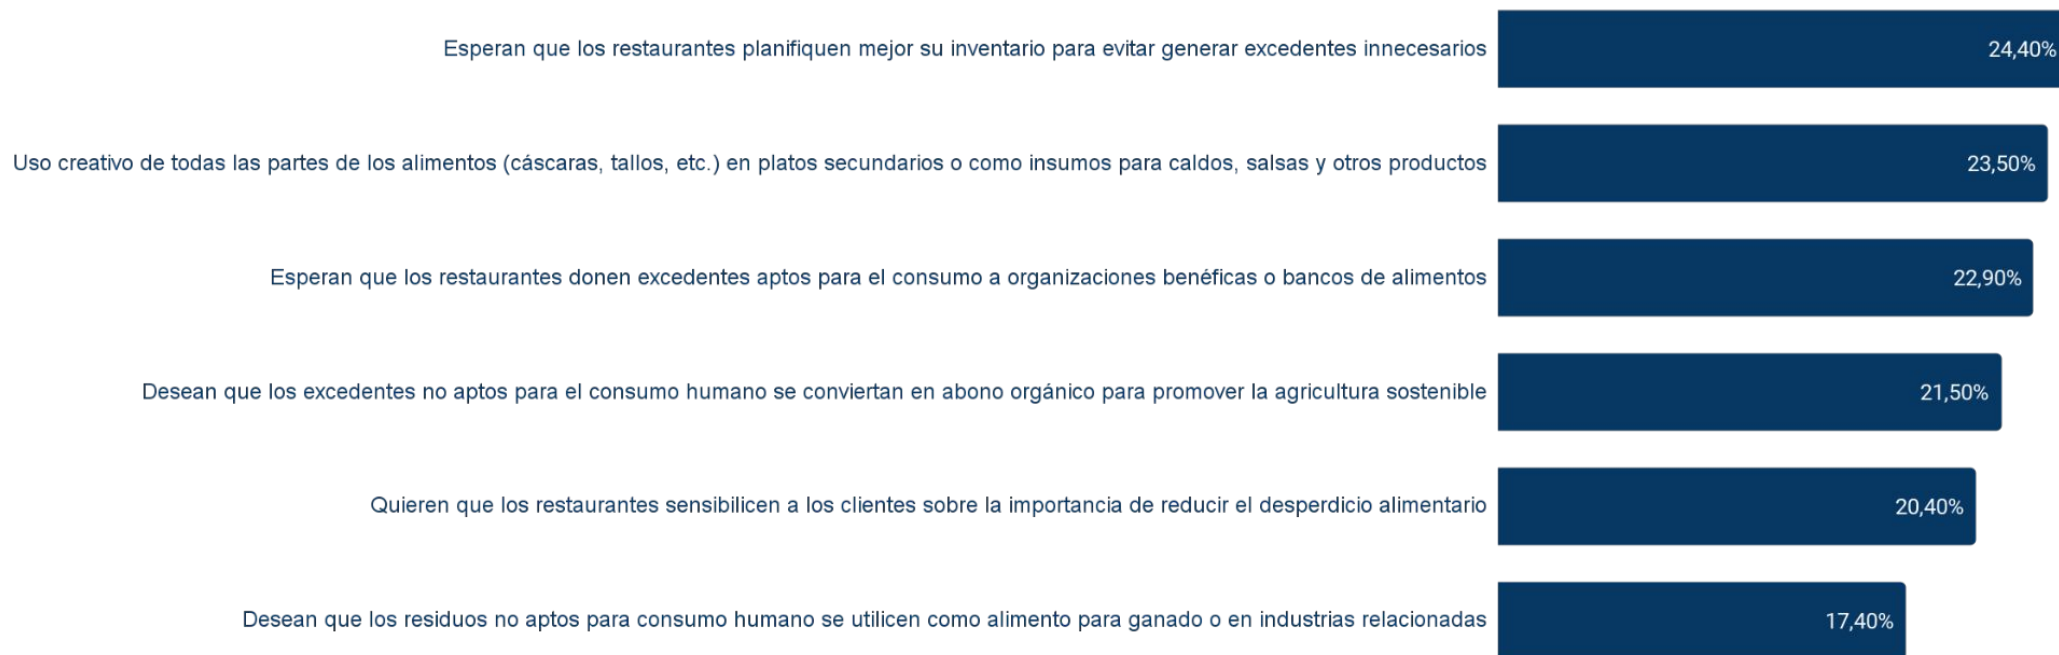 Esperan que los restaurantes planifiquen mejor su inventario para evitar generar excedentes innecesarios 24,40%
Uso creativo de todas las partes de los alimentos (cáscaras, tallos, etc.) en platos secundarios o como insumos para caldos, salsas y otros productos 23,50%
Esperan que los restaurantes donen excedentes aptos para el consumo a organizaciones benéficas o bancos de alimentos 22,90%
Desean que los excedentes no aptos para el consumo humano se conviertan en abono orgánico para promover la agricultura sostenible 21,50%
Quieren que los restaurantes sensibilicen a los clientes sobre la importancia de reducir el desperdicio alimentario 20,40%
Desean que los residuos no aptos para consumo humano se utilicen como alimento para ganado o en industrias relacionadas 17,40%